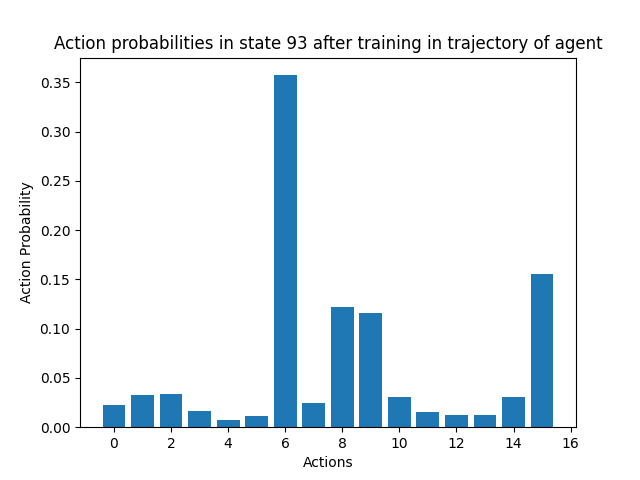 Action probabilities in state 93 after training in trajectory of agent
0.35
0.30
0.25
0.20
0.15
0.10
0.05
0.00
Action Probability
0 2 4 6 8 10 12 14 16
Actions